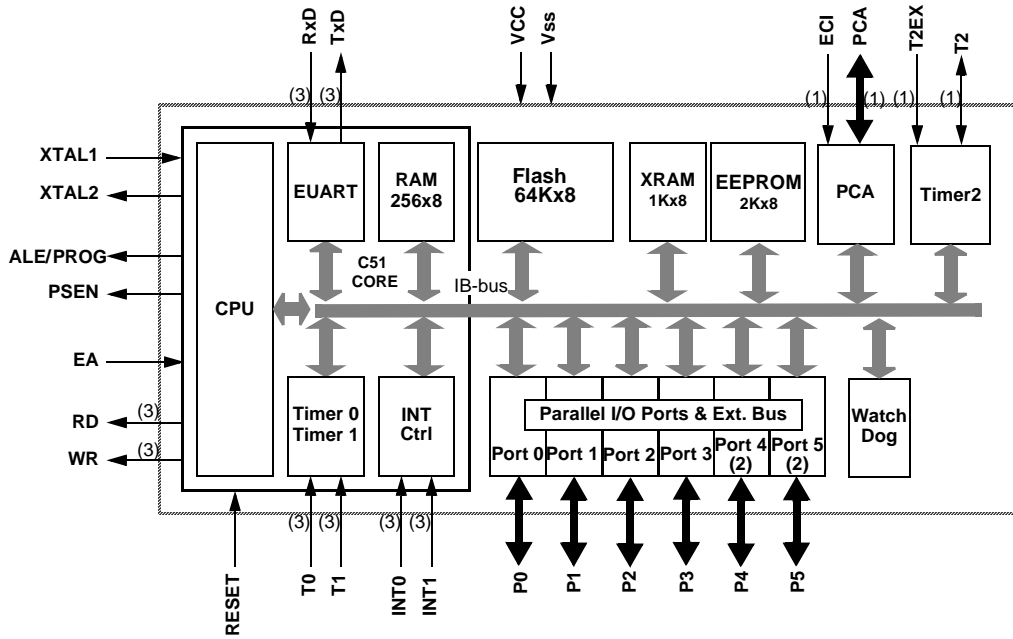 RxD
TxD
VCC
Vss
ECI
PCA
T2EX
T2
(3) (3)
(1) (1) (1) (1)
XTAL1
XTAL2
ALE/PROG
PSEN
EA
RD
(3)
WR
(3)
CPU
EUART
RAM
256x8
C51
CORE
IB-bus
Flash
64Kx8
XRAM
1Kx8
EEPROM
2Kx8
PCA
Timer2
Timer 0
Timer 1
INT
Ctrl
Parallel I/O Ports & Ext. Bus
Port 0
Port 1
Port 2
Port 3
Port 4
(2)
Port 5
(2)
Watch
Dog
(3) (3) (3) (3)
RESET
T0
T1
INT0
INT1
P0
P1
P2
P3
P4
P5